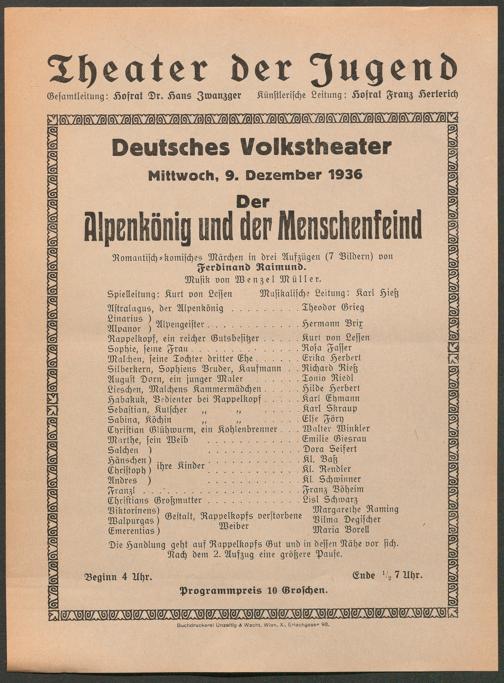 Theater der Jugend
Gesamtleitung: Hofrat Dr. Hans Zwanzger Künstlerische Leitung: Hofrat Franz Herterich
Deutsches Volkstheater
Mittwoch, 9. Dezember 1936
Der
Alpenkönig und der Menschenfeind
Romantisch-komisches Märchen in drei Aufzügen (7 Bildern) von
Ferdinand Raimund.
Musik von Wenzel Müller.
Spielleitung: Kurt von Lessen Musikalische Leitung: Karl Hieß
Astralagus, der Alpenkönig . . . . . . . . . Theodor Grieg
Linarius )
Alpanor ) Alpengeister . . . . . . . . . . . Hermann Brix
Rappelkopf, ein reicher Gutsbesitzer . . . . . Kurt von Lessen
Sophie, seine Frau . . . . . . . . . . . . . Rosa Fasser
Malchen, seine Tochter dritter Ehe . . . . . Erika Herbert
Silberkern, Sophiens Bruder, Kaufmann . . Richard Rieß
August Dorn, ein junger Maler . . . . . . . Tonio Riedl
Lieschen, Malchens Kammermädchen . . . . . Hilde Herbert
Habakuk, Bedienter bei Rappelkopf . . . . . Karl Ehmann
Sebastian, Kutscher „ „ . . . . . Karl Skraup
Sabina, Köchin „ „ . . . . . Else Föry
Christian Glühwurm, ein Kohlenbrenner . . . Walter Winkler
Marthe, sein Weib . . . . . . . . . . . Emilie Giesrau
Salchen ) . . . . . . . . . . . Dora Seifert
Hänschen ) ihre Kinder . . . . . . . . . . . Kl. Baß
Christoph ) . . . . . . . . . . . Kl. Rendler
Andres ) . . . . . . . . . . . Kl. Schwinner
Franzl . . . . . . . . . . . Franz Böheim
Christians Großmutter . . . . . . . . . . . Lisl Schwarz
Viktorinens) Margarethe Raming
Walpurgas ) Gestalt, Rappelkopfs verstorbene Vilma Degischer
Emerentias) Weiber Maria Borell
Die Handlung geht auf Rappelkopfs Gut und in dessen Nähe vor sich.
Nach dem 2. Aufzug eine größere Pause.
Beginn 4 Uhr. Ende ½ 7 Uhr.
Programmpreis 10 Groschen.
Buchdruckerei Unzeitig & Wacht, Wien, X., Erlachgasse 98.